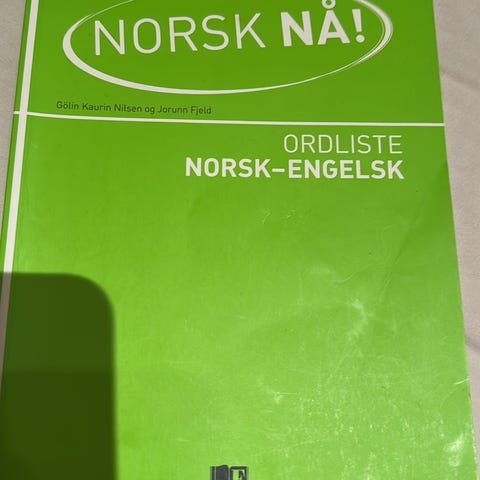 NORSK NÅ!
Gölin Kaurin Nilsen og Jorunn Fjeld
ORDLISTE
NORSK–ENGELSK